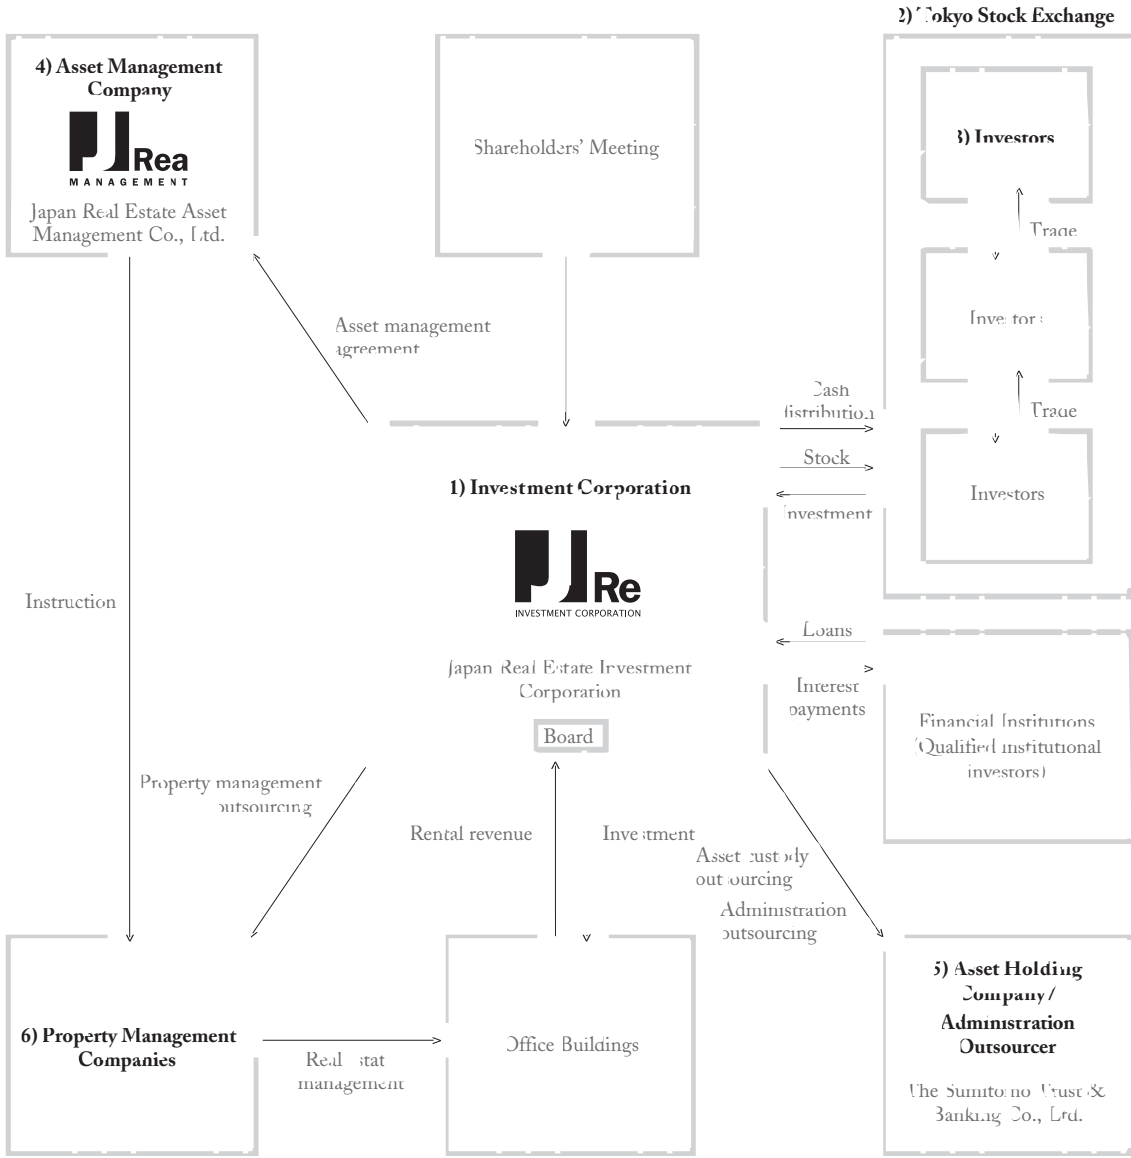 2) Tokyo Stock Exchange
4) Asset Management
Company
Rea
MANAGEMENT
Japan Real Estate Asset
Management Co., Ltd.
Shareholders' Meeting
3) Investors
Trade
Investors
Trade
Investors
Asset management
agreement
Cash
distribution
Stock
Investment
1) Investment Corporation
Re
INVESTMENT CORPORATION
Japan Real Estate Investment
Corporation
Board
Instruction
Loans
Interest
payments
Financial Institutions
(Qualified institutional
investors)
Property management
outsourcing
Rental revenue
Investment
Asset custody
outsourcing
Administration
outsourcing
6) Property Management
Companies
Real estate
management
Office Buildings
5) Asset Holding
Company/
Administration
Outsourcer
The Sumitomo Trust &
Banking Co., Ltd.